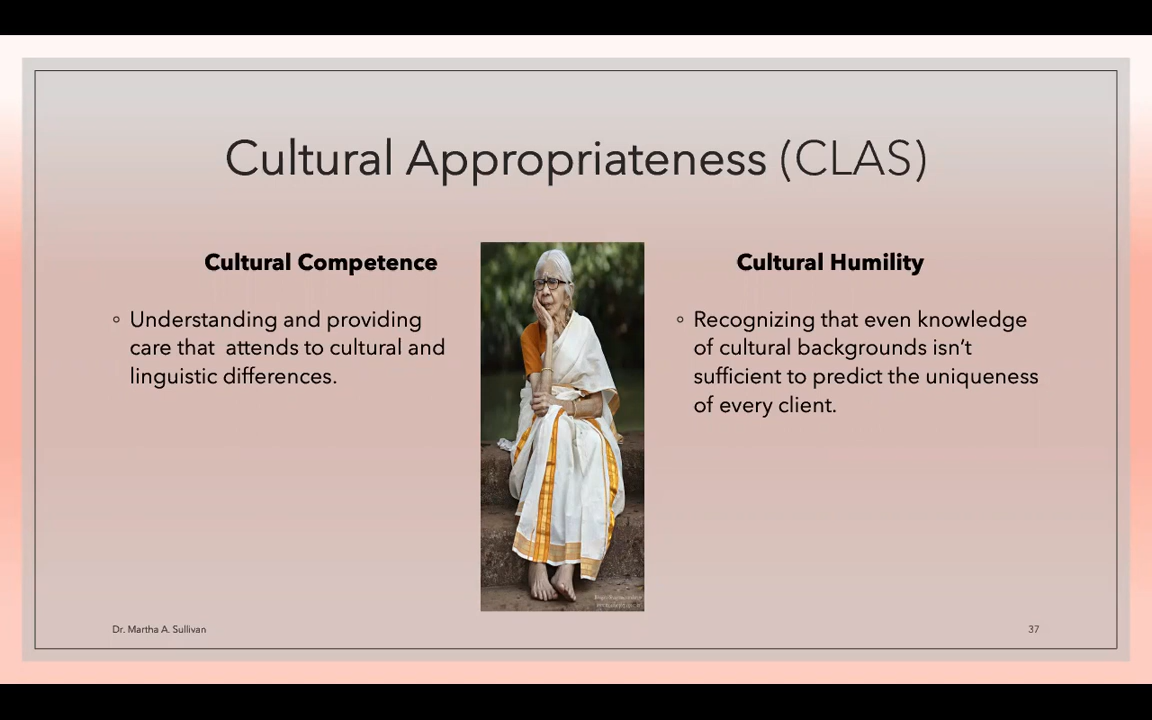 Cultural Appropriateness (CLAS)
Cultural Competence
◦ Understanding and providing
care that attends to cultural and
linguistic differences.
Cultural Humility
◦ Recognizing that even knowledge
of cultural backgrounds isn't
sufficient to predict the uniqueness
of every client.
Dr. Martha A. Sullivan
37